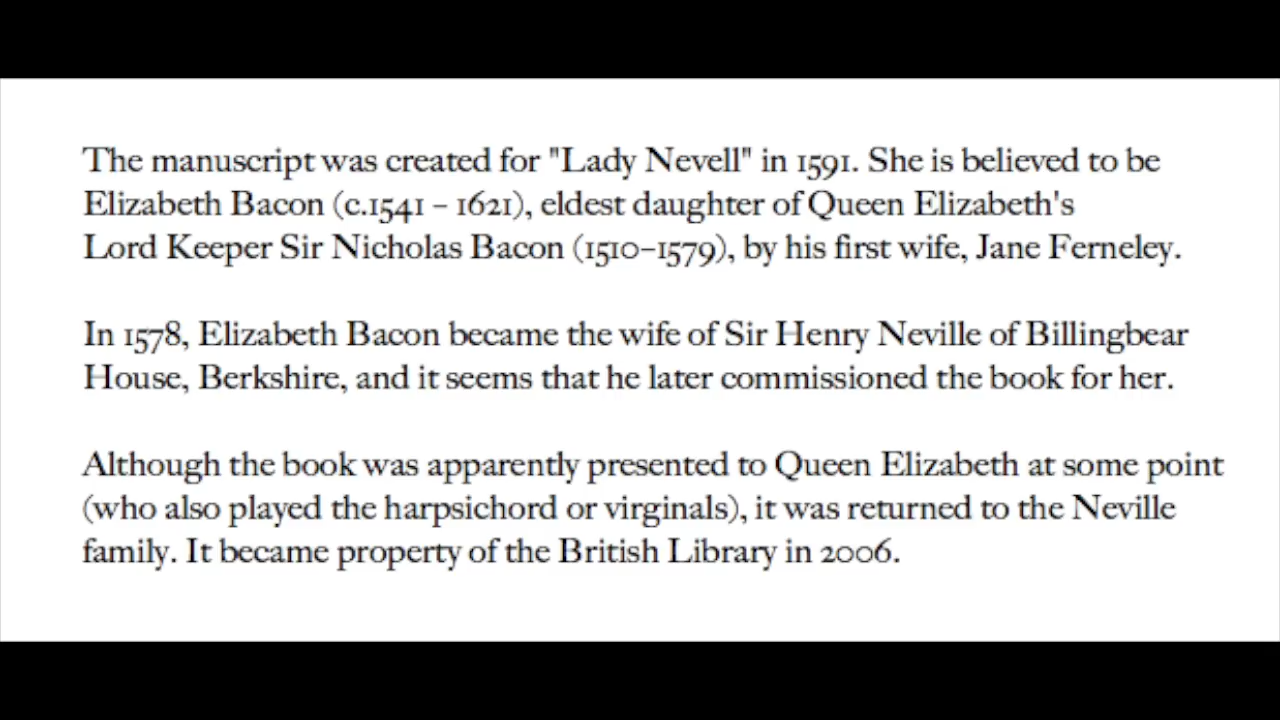 The manuscript was created for "Lady Nevell" in 1591. She is believed to be
Elizabeth Bacon (c.1541 – 1621), eldest daughter of Queen Elizabeth's
Lord Keeper Sir Nicholas Bacon (1510–1579), by his first wife, Jane Ferneley.
In 1578, Elizabeth Bacon became the wife of Sir Henry Neville of Billingbear
House, Berkshire, and it seems that he later commissioned the book for her.
Although the book was apparently presented to Queen Elizabeth at some point
(who also played the harpsichord or virginals), it was returned to the Neville
family. It became property of the British Library in 2006.